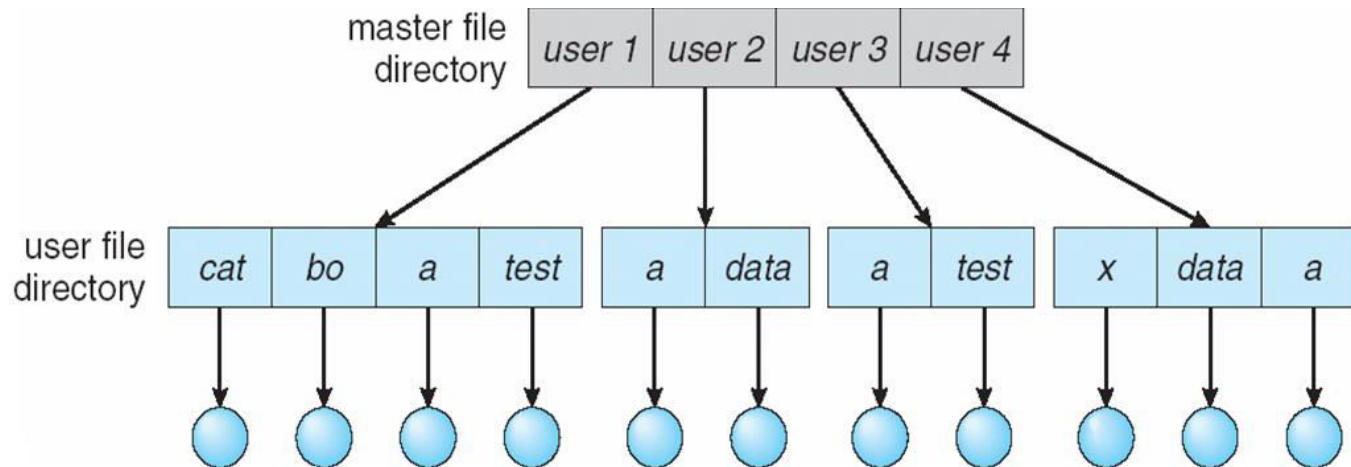 master file
directory
user 1 user 2 user 3 user 4
user file
directory
cat bo a test a data a test x data a